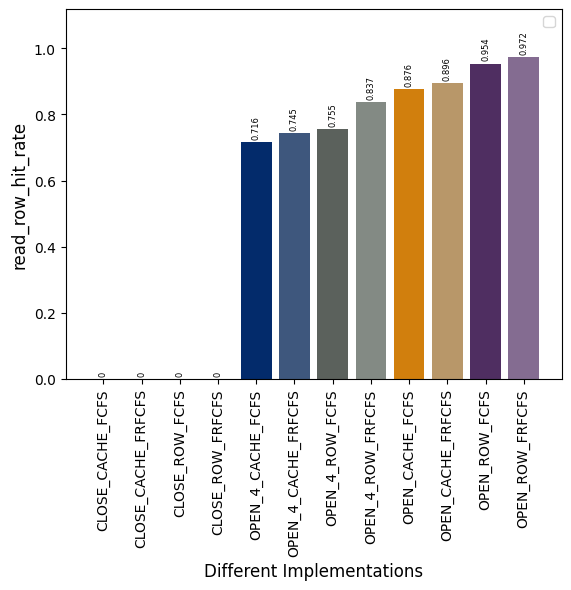 read_row_hit_rate
1.0
0.8
0.6
0.4
0.2
0.0
0
0
0
0
0.716
0.745
0.755
0.837
0.876
0.896
0.954
0.972
CLOSE_CACHE_FCFS
CLOSE_CACHE_FRFCFS
CLOSE_ROW_FCFS
CLOSE_ROW_FRFCFS
OPEN_4_CACHE_FCFS
OPEN_4_CACHE_FRFCFS
OPEN_4_ROW_FCFS
OPEN_4_ROW_FRFCFS
OPEN_CACHE_FCFS
OPEN_CACHE_FRFCFS
OPEN_ROW_FCFS
OPEN_ROW_FRFCFS
Different Implementations